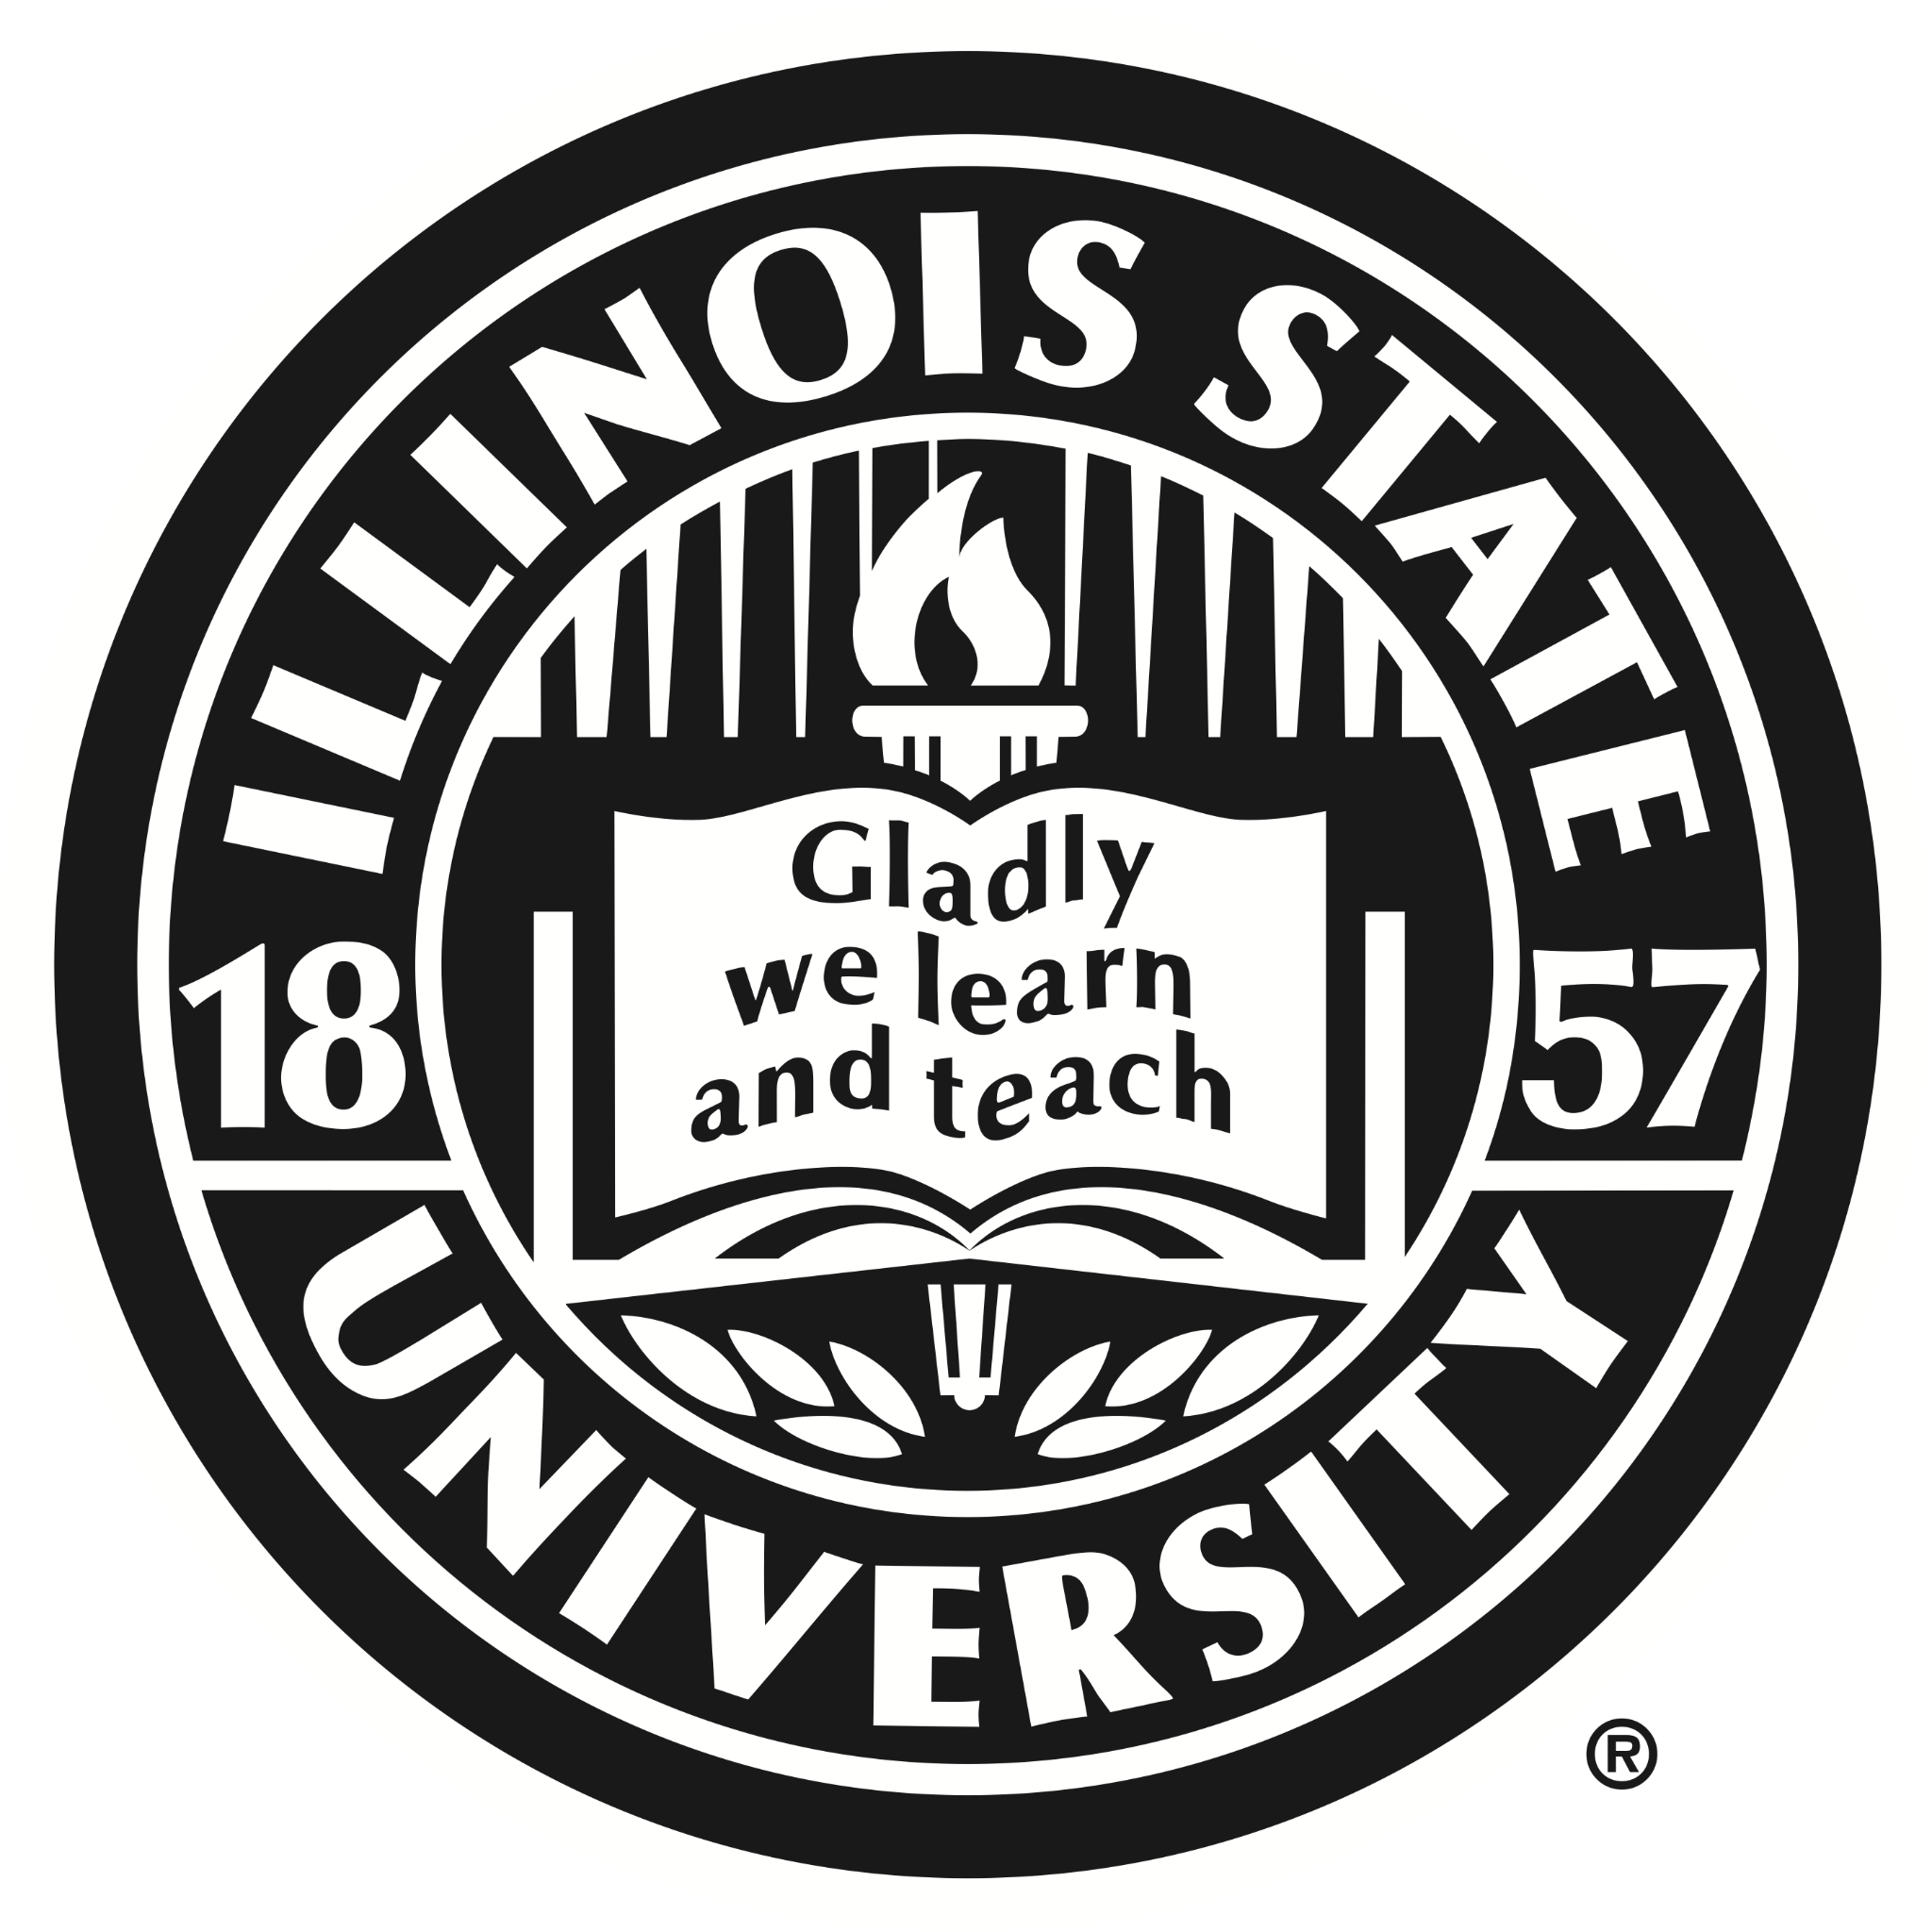 ILLINOIS STATE
18 57
Gladly
we learn
and teach
UNIVERSITY
®